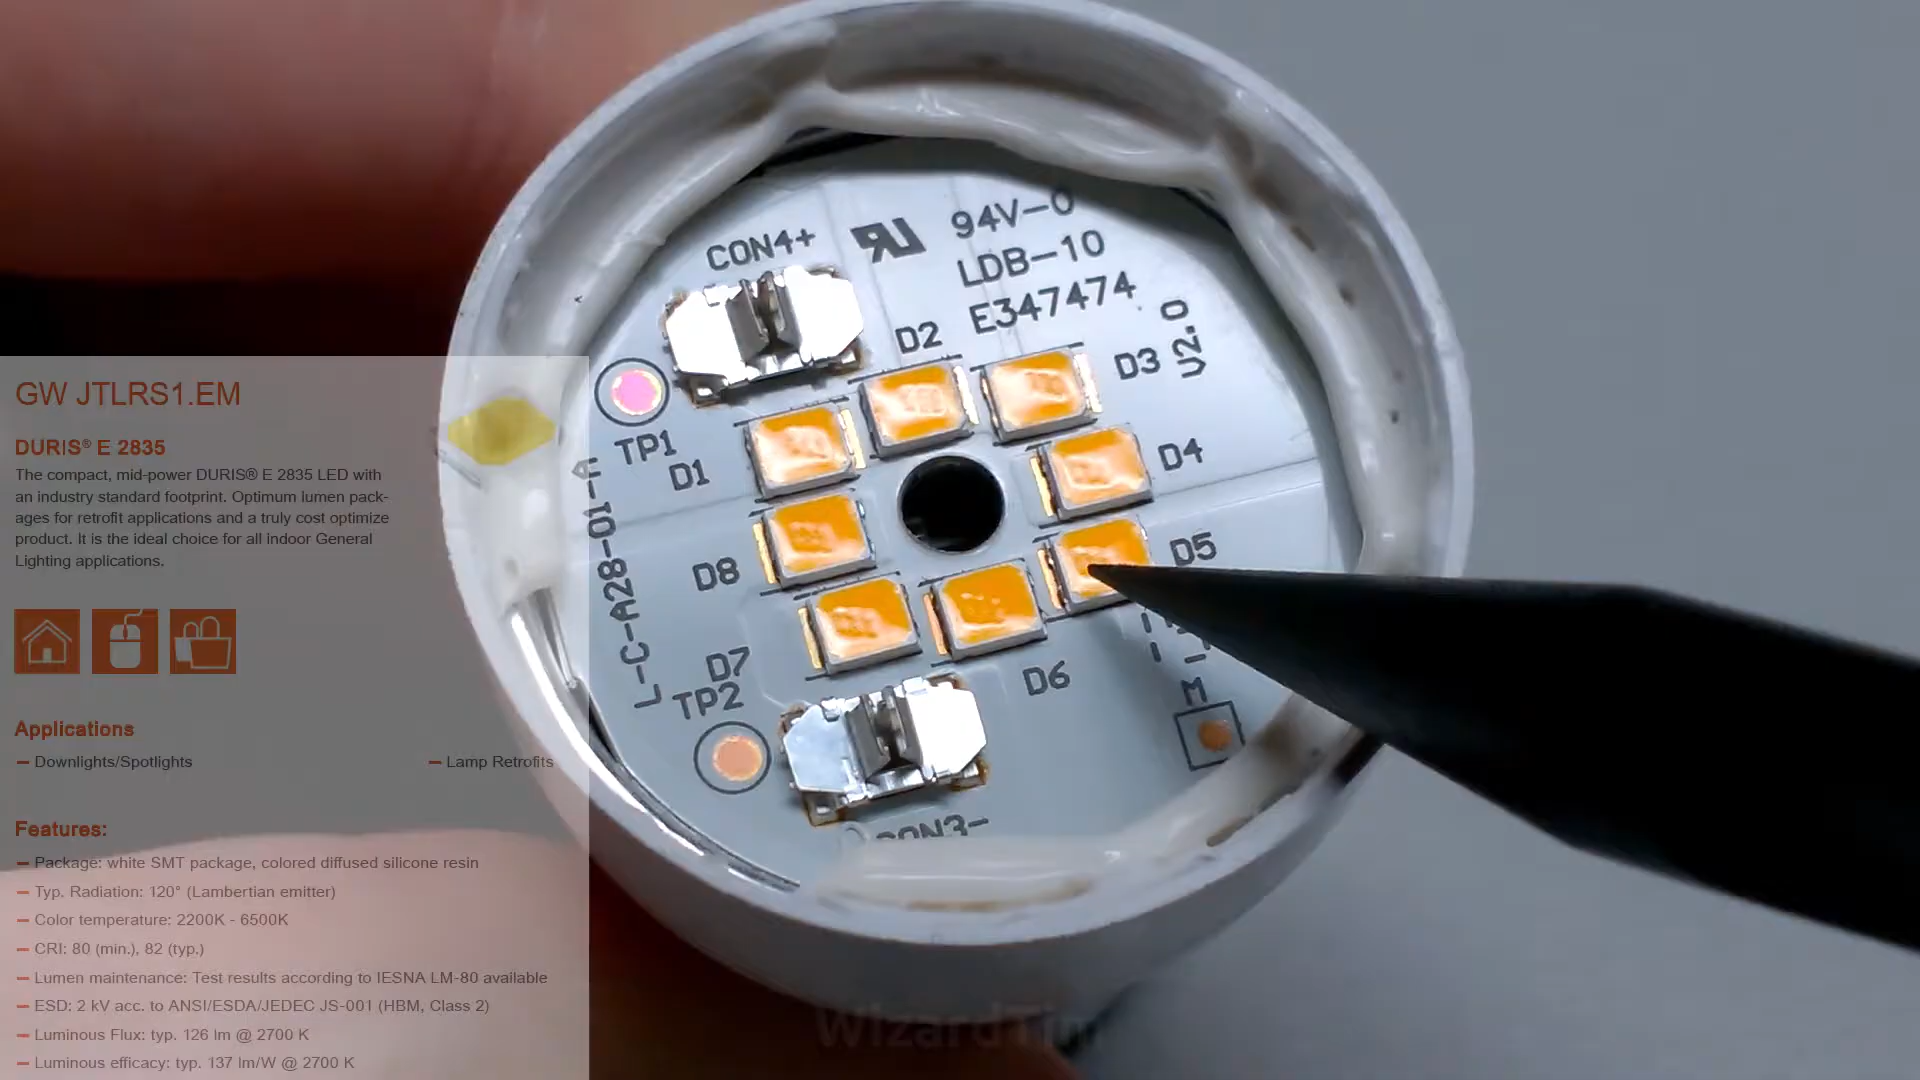 GW JTLRS1.EM
DURIS® E 2835
The compact, mid-power DURIS® E 2835 LED with
an industry standard footprint. Optimum lumen pack-
ages for retrofit applications and a truly cost optimize
product. It is the ideal choice for all indoor General
Lighting applications.
Applications
– Downlights/Spotlights
– Lamp Retrofits
Features:
– Package: white SMT package, colored diffused silicone resin
– Typ. Radiation: 120° (Lambertian emitter)
– Color temperature: 2200K - 6500K
– CRI: 80 (min.), 82 (typ.)
– Lumen maintenance: Test results according to IESNA LM-80 available
– ESD: 2 kV acc. to ANSI/ESDA/JEDEC JS-001 (HBM, Class 2)
– Luminous Flux: typ. 126 lm @ 2700 K
– Luminous efficacy: typ. 137 lm/W @ 2700 K
CON4+
94V-0
LDB-10
E347474
V2.0
D2
D3
TP1
D1
D4
L-C-A28-01-A
D8
D5
D7
TP2
D6
M
CON3-